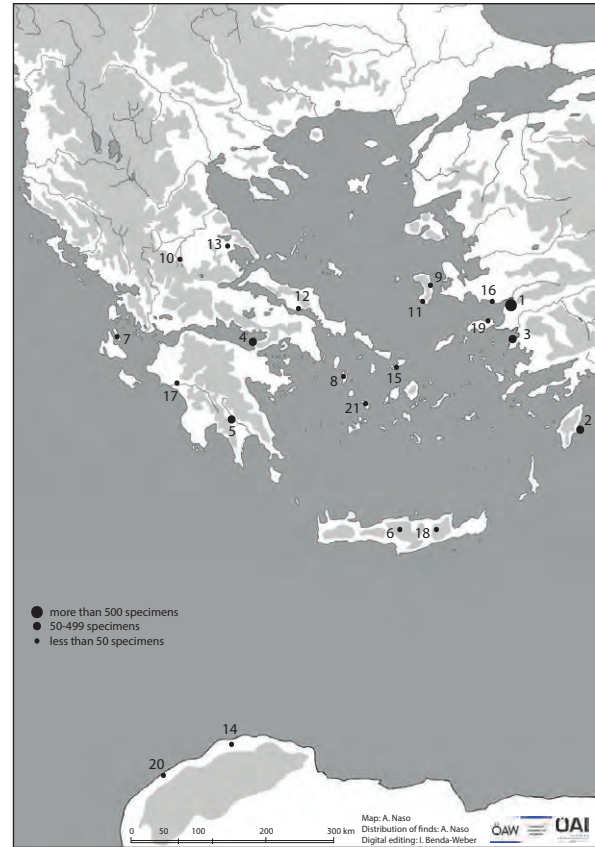 13
10
9
16
1
11
12
19
3
7
4
15
8
17
21
2
5
6
18
more than 500 specimens
50-499 specimens
less than 50 specimens
14
20
0 50 100 200 300 km
Map: A. Naso
Distribution of finds: A. Naso
Digital editing: I. Benda-Weber
ÖAW
ÖAI